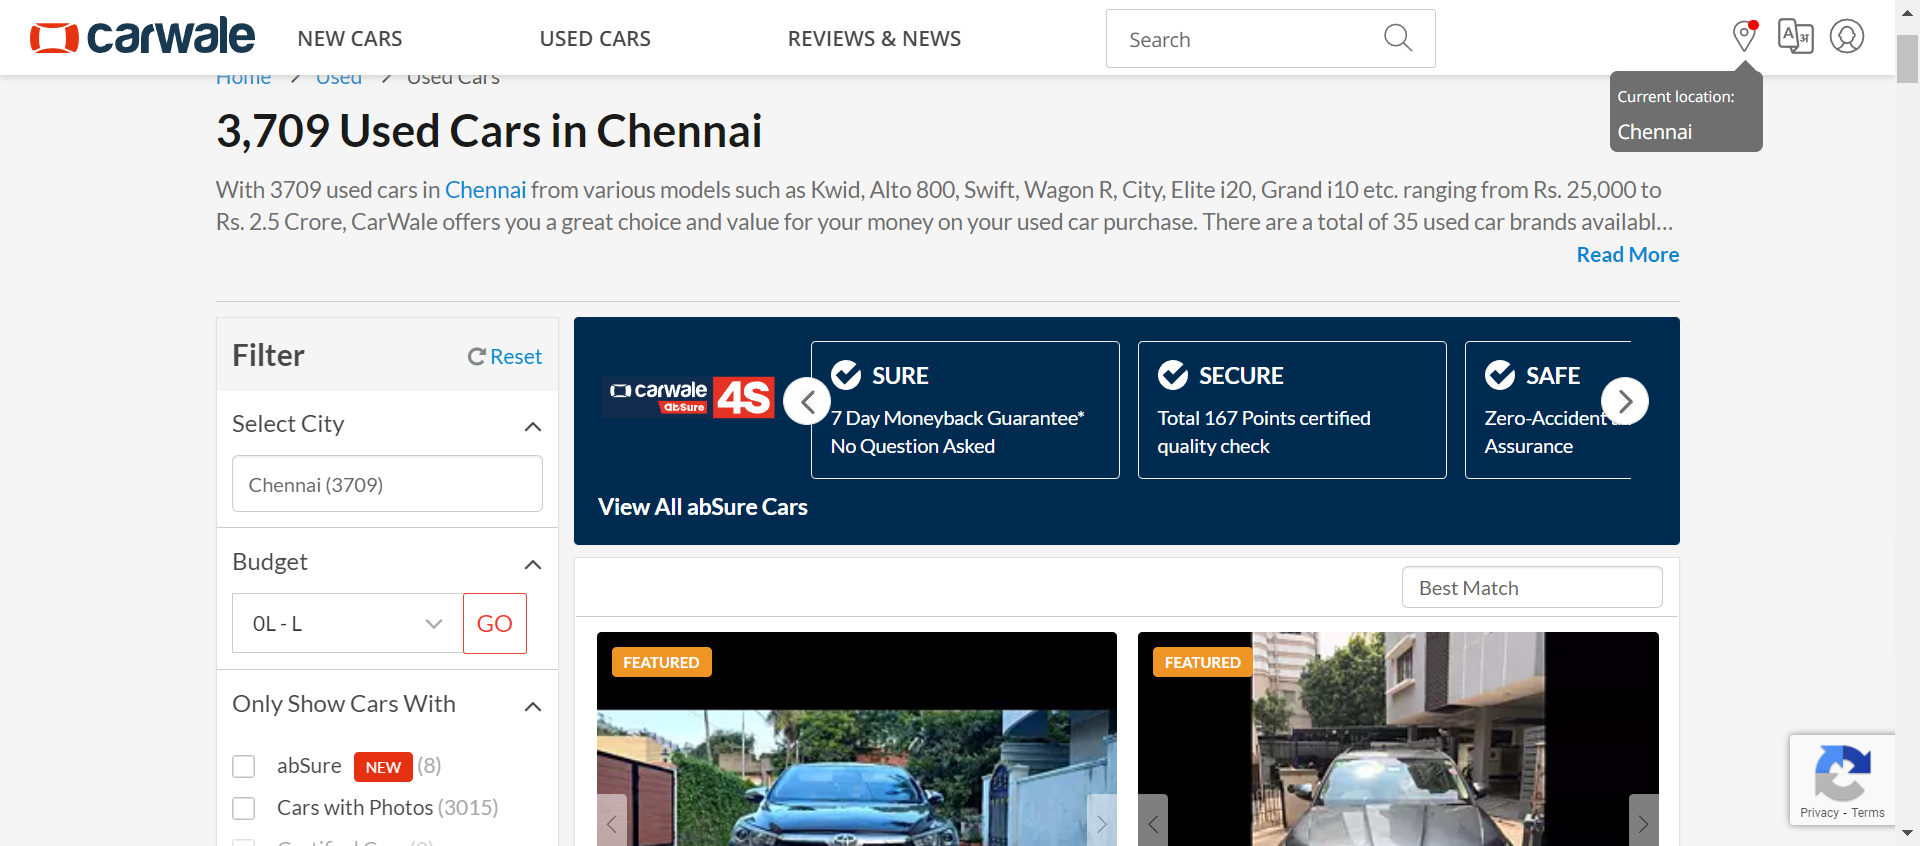 carwale NEW CARS USED CARS REVIEWS & NEWS Search
Home Used Used Cars
Current location:
Chennai
3,709 Used Cars in Chennai
With 3709 used cars in Chennai from various models such as Kwid, Alto 800, Swift, Wagon R, City, Elite i20, Grand i10 etc. ranging from Rs. 25,000 to
Rs. 2.5 Crore, CarWale offers you a great choice and value for your money on your used car purchase. There are a total of 35 used car brands availabl...
Read More
Filter
Reset
Select City
Chennai (3709)
Budget
0L - L
GO
Only Show Cars With
abSure NEW (8)
Cars with Photos (3015)
carwale
abSure
4S
SURE
7 Day Moneyback Guarantee*
No Question Asked
SECURE
Total 167 Points certified
quality check
SAFE
Zero-Accident
Assurance
View All abSure Cars
Best Match
FEATURED
FEATURED
Privacy - Terms